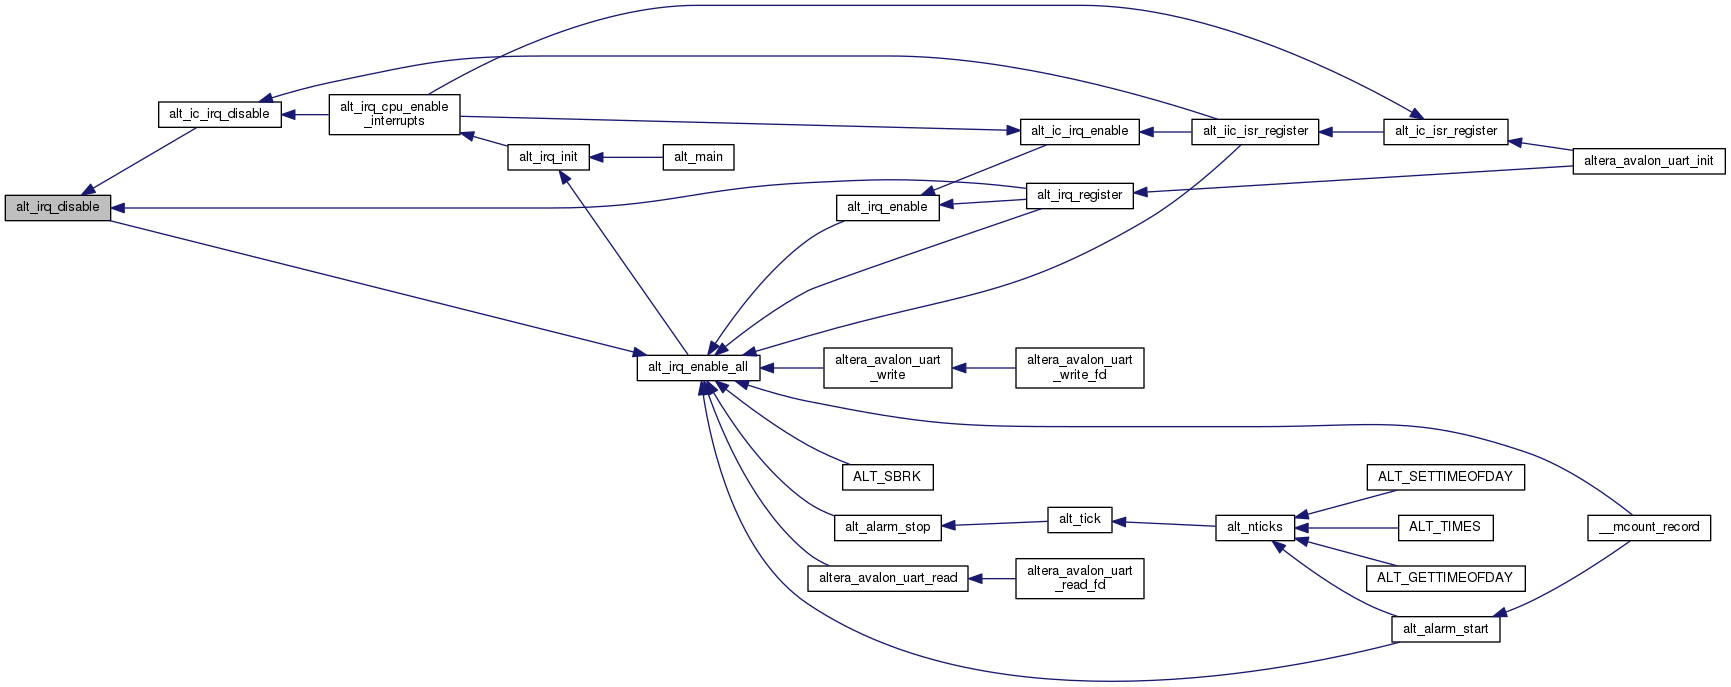 alt_irq_disable
alt_ic_irq_disable
alt_irq_cpu_enable
_interrupts
alt_irq_init
alt_main
alt_irq_enable
alt_ic_irq_enable
alt_irq_register
alt_iic_isr_register
alt_ic_isr_register
altera_avalon_uart_init
alt_irq_enable_all
altera_avalon_uart
_write
altera_avalon_uart
_write_fd
ALT_SBRK
alt_alarm_stop
alt_tick
alt_nticks
ALT_SETTIMEOFDAY
ALT_TIMES
ALT_GETTIMEOFDAY
__mcount_record
altera_avalon_uart_read
altera_avalon_uart
_read_fd
alt_alarm_start